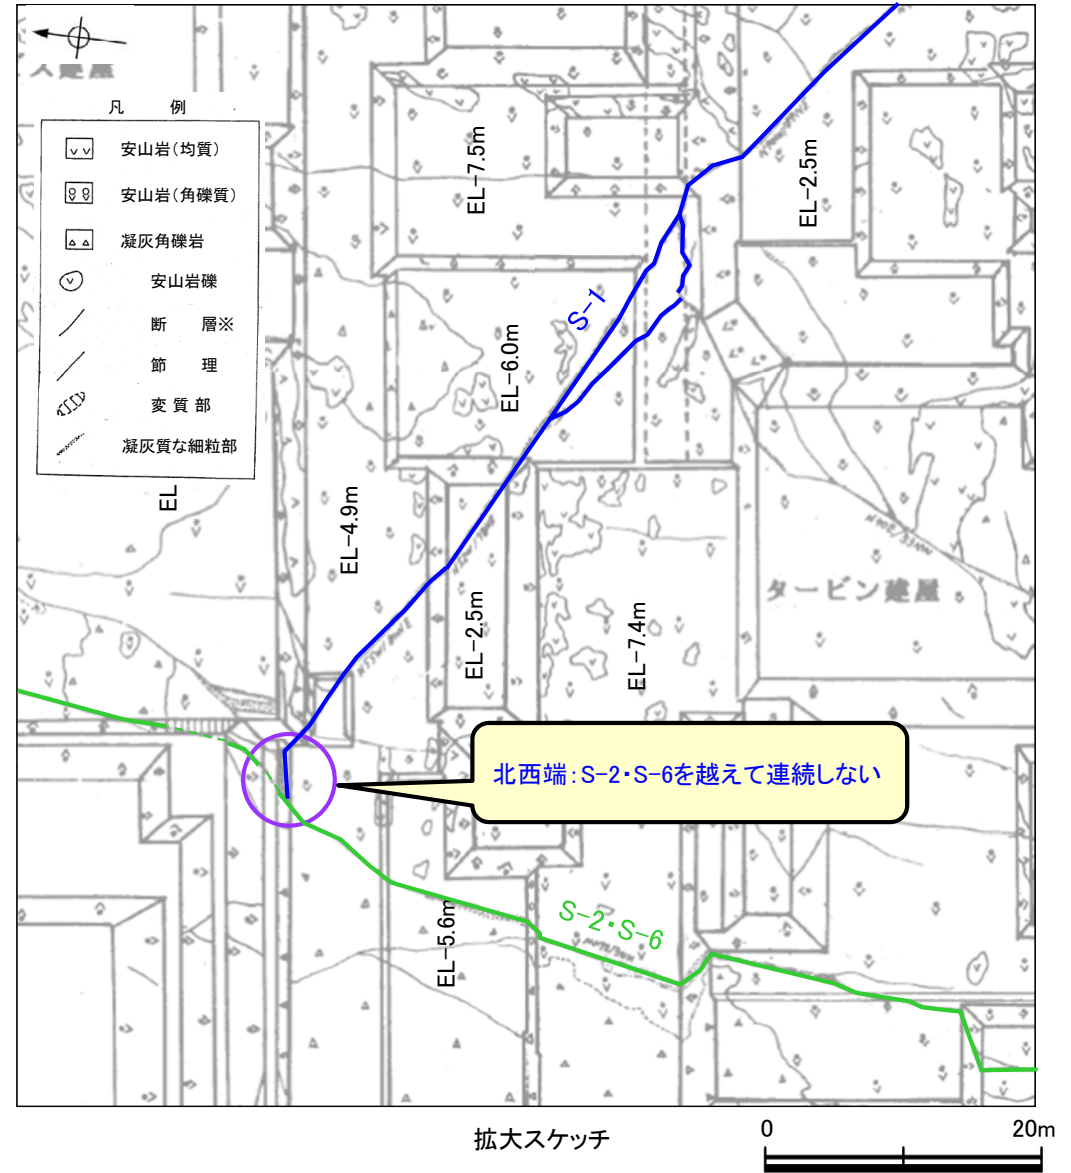 凡 例
安山岩(均質)
安山岩(角礫質)
凝灰角礫岩
安山岩礫
断 層※
節 理
変 質 部
凝灰質な細粒部
EL
EL-7.5m
EL-2.5m
S-1
EL-6.0m
EL-4.9m
EL-2.5m
EL-7.4m
タービン建屋
北西端:S-2・S-6を越えて連続しない
S-2・S-6
EL-5.6m
拡大スケッチ
0 20m